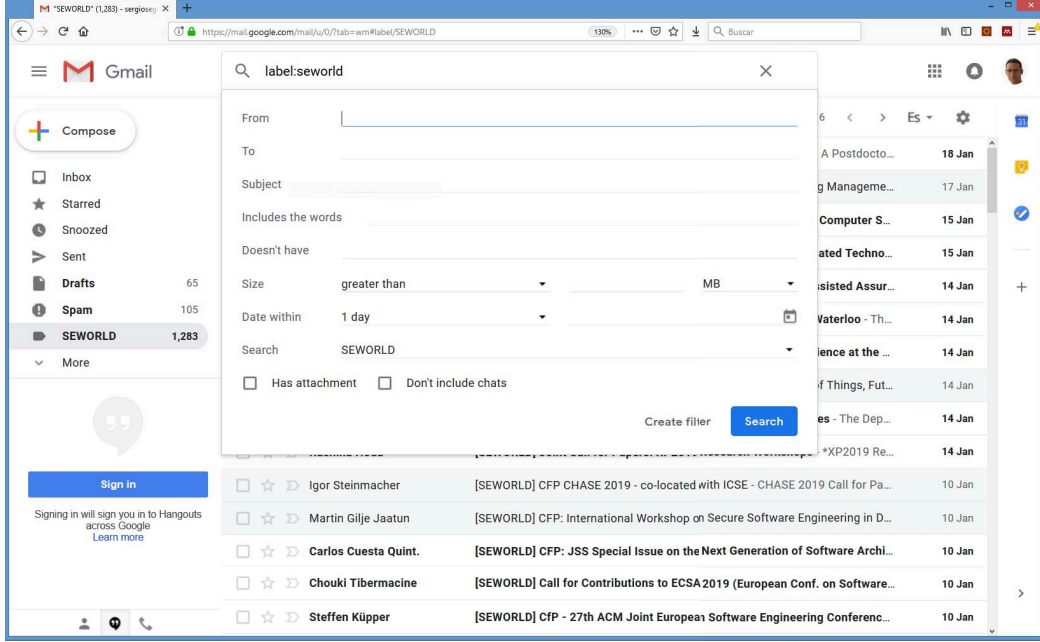 "SEWORLD" (1,283) - sergioseg
https://mail.google.com/mail/u/0/?tab=wm#label/SEWORLD
130%
Buscar
Gmail
label:seworld
Compose
Inbox
Starred
Snoozed
Sent
Drafts 65
Spam 105
SEWORLD 1,283
More
Sign in
Signing in will sign you in to Hangouts
across Google
Learn more
From
To
Subject
Includes the words
Doesn't have
Size greater than MB
Date within 1 day
Search SEWORLD
Has attachment Don't include chats
Create filter Search
6 Es
31
A Postdocto... 18 Jan
g Manageme... 17 Jan
Computer S... 15 Jan
ated Techno... 15 Jan
ssisted Assur... 14 Jan
Waterloo - Th... 14 Jan
ience at the ... 14 Jan
of Things, Fut... 14 Jan
es - The Dep... 14 Jan
- *XP2019 Re... 14 Jan
Igor Steinmacher [SEWORLD] CFP CHASE 2019 - co-located with ICSE - CHASE 2019 Call for Pa... 10 Jan
Martin Gilje Jaatun [SEWORLD] CFP: International Workshop on Secure Software Engineering in D... 10 Jan
Carlos Cuesta Quint. [SEWORLD] CFP: JSS Special Issue on the Next Generation of Software Archi... 10 Jan
Chouki Tibermacine [SEWORLD] Call for Contributions to ECSA 2019 (European Conf. on Software... 10 Jan
Steffen Küpper [SEWORLD] CfP - 27th ACM Joint European Software Engineering Conferenc... 10 Jan